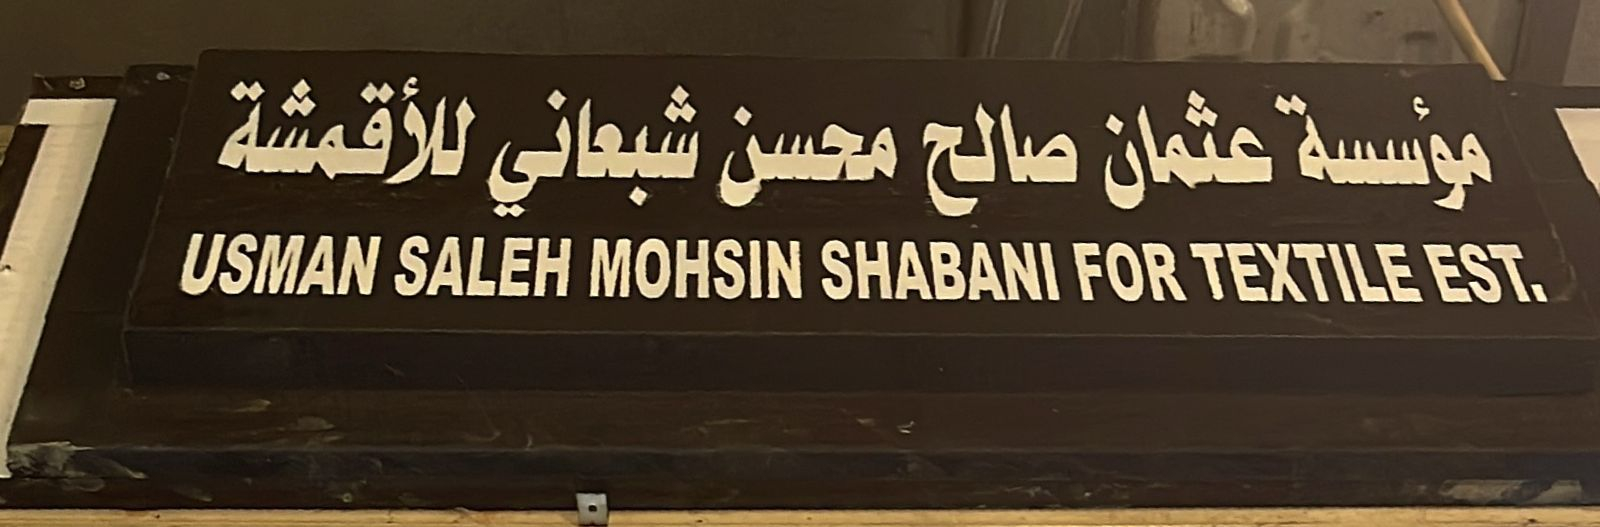 مؤسسة عثمان صالح محسن شبعاني للأقمشة
USMAN SALEH MOHSIN SHABANI FOR TEXTILE EST.